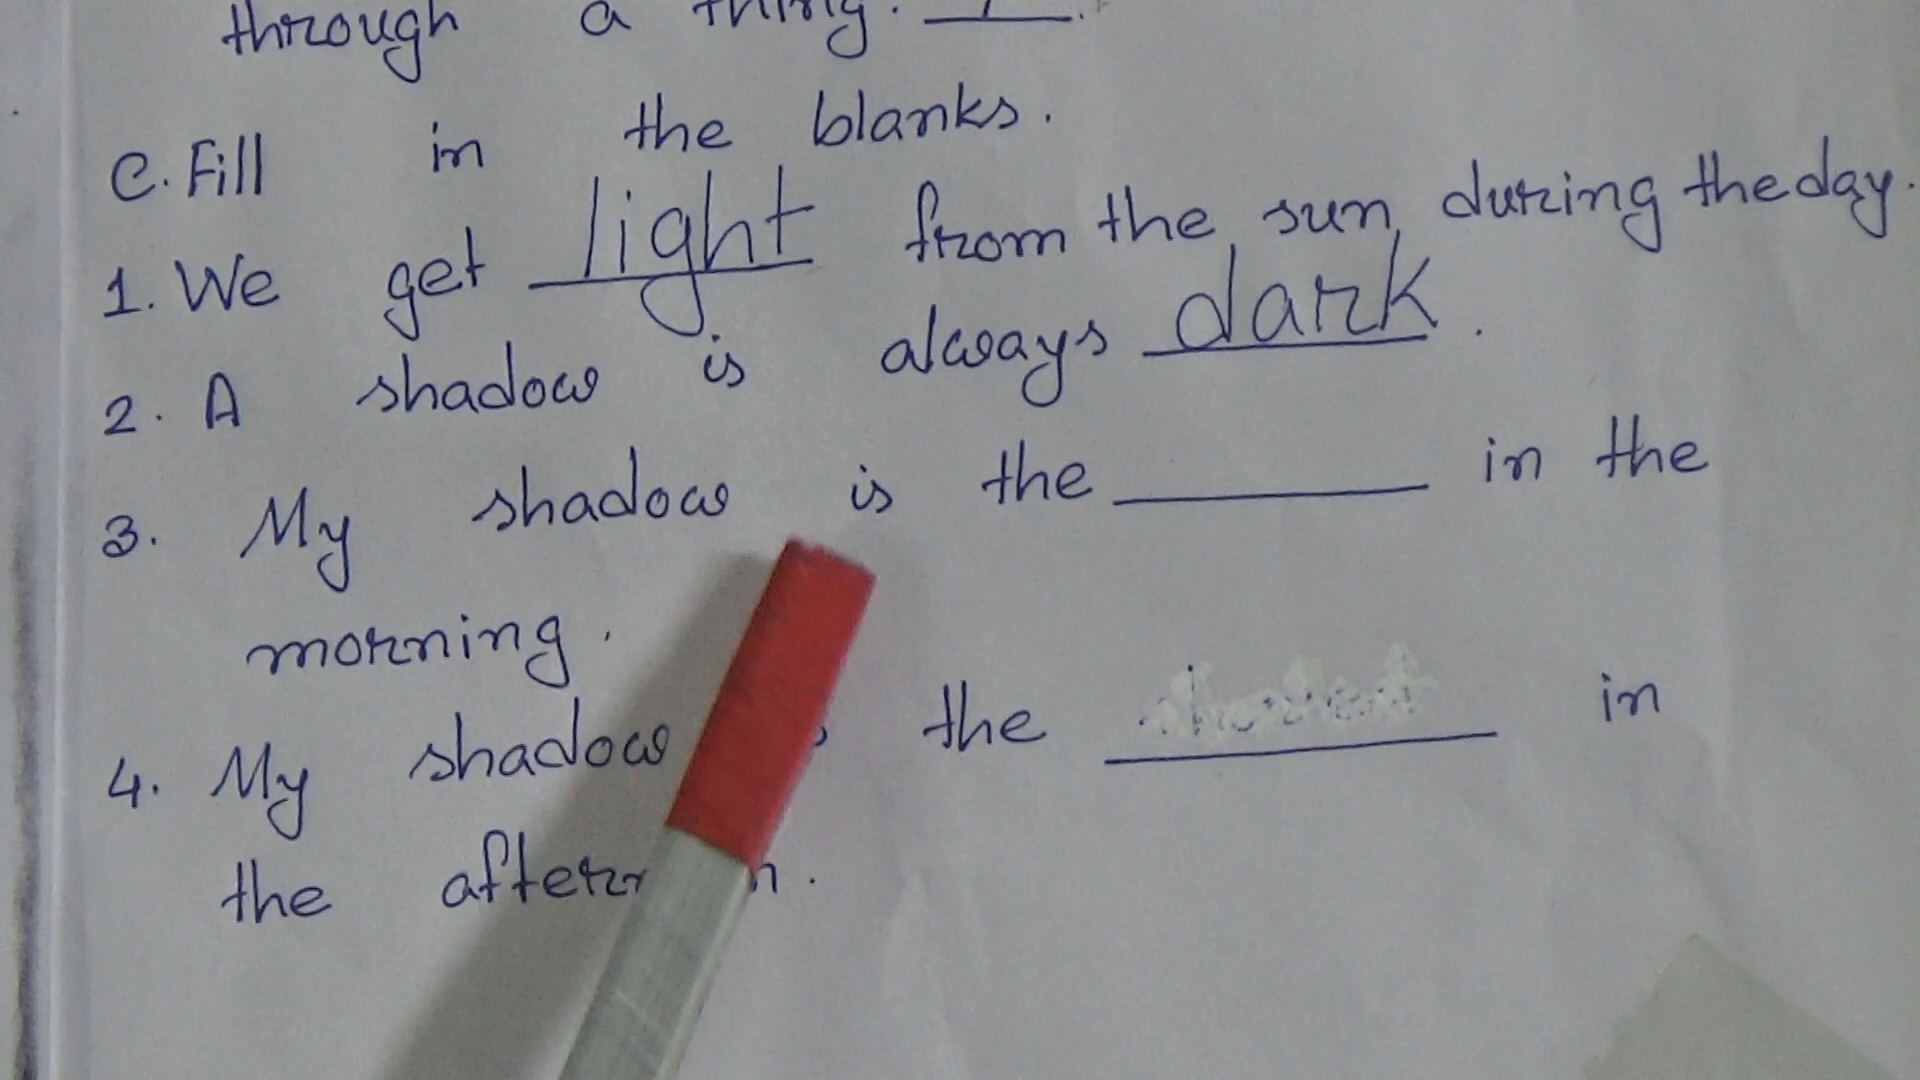 through a thing.
C. Fill in the blanks.
1. We get light from the sun during the day.
2. A shadow is always dark.
3. My shadow is the ______ in the
morning.
4. My shadow the ______ in
the